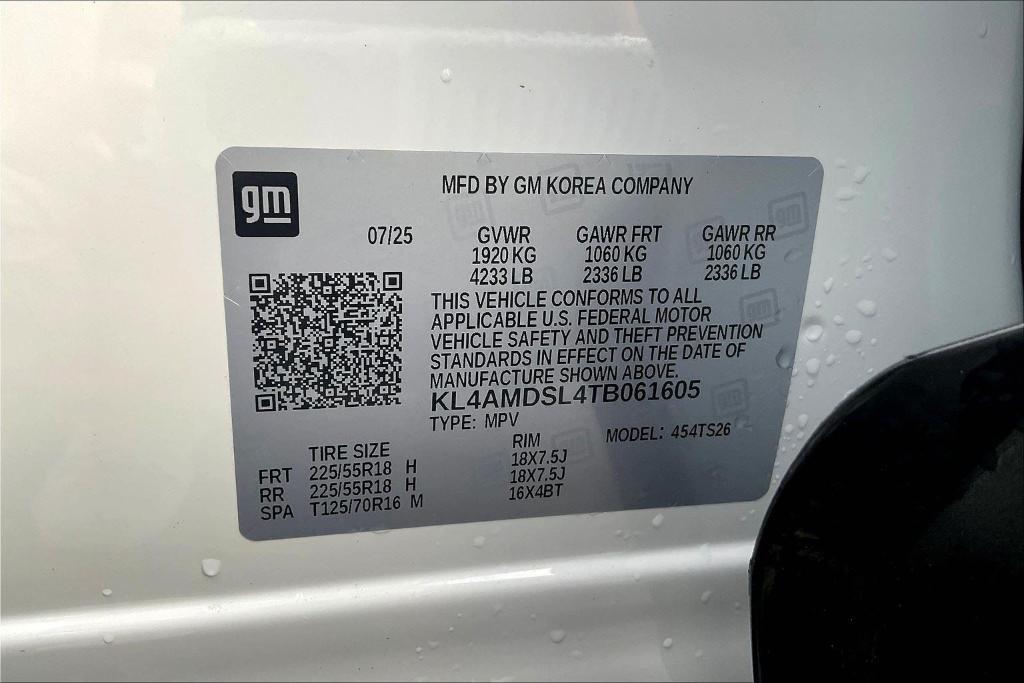 gm
MFD BY GM KOREA COMPANY
07/25 GVWR GAWR FRT GAWR RR
1920 KG 1060 KG 1060 KG
4233 LB 2336 LB 2336 LB
THIS VEHICLE CONFORMS TO ALL
APPLICABLE U.S. FEDERAL MOTOR
VEHICLE SAFETY AND THEFT PREVENTION
STANDARDS IN EFFECT ON THE DATE OF
MANUFACTURE SHOWN ABOVE.
KL4AMDSL4TB061605
TYPE: MPV
TIRE SIZE RIM MODEL: 454TS26
FRT 225/55R18 H 18X7.5J
RR 225/55R18 H 18X7.5J
SPA T125/70R16 M 16X4BT